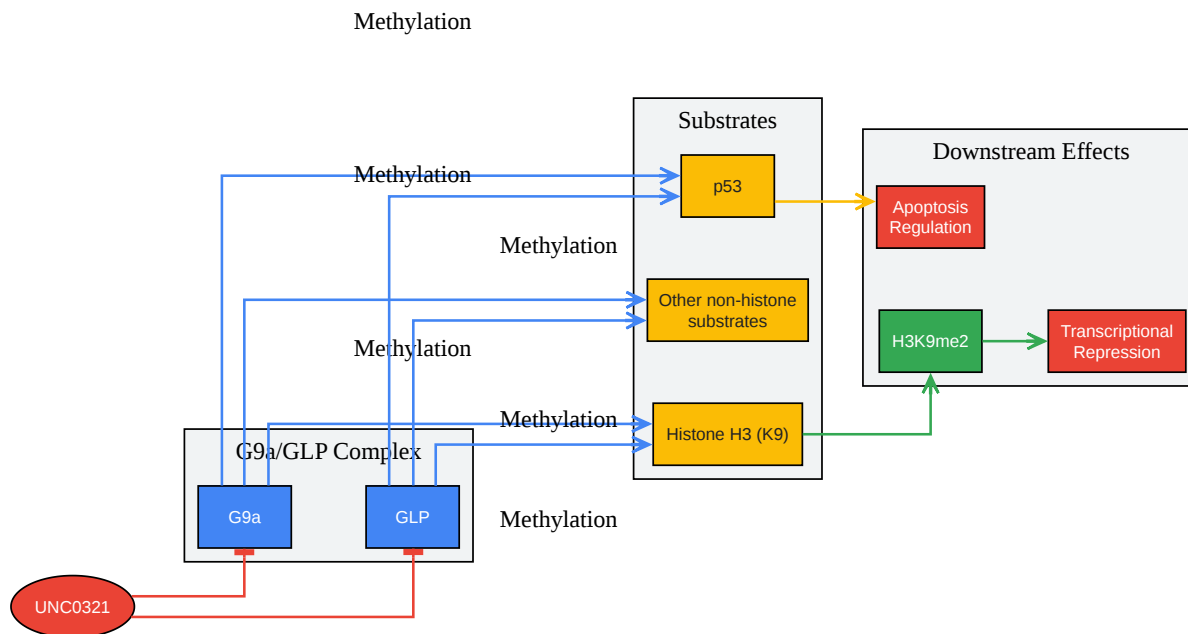 Methylation
Substrates
Downstream Effects
Methylation
p53
Apoptosis
Regulation
Methylation
Other non-histone
substrates
H3K9me2
Transcriptional
Repression
Methylation
Methylation
Histone H3 (K9)
G9a/GLP Complex
G9a
GLP
Methylation
UNC0321